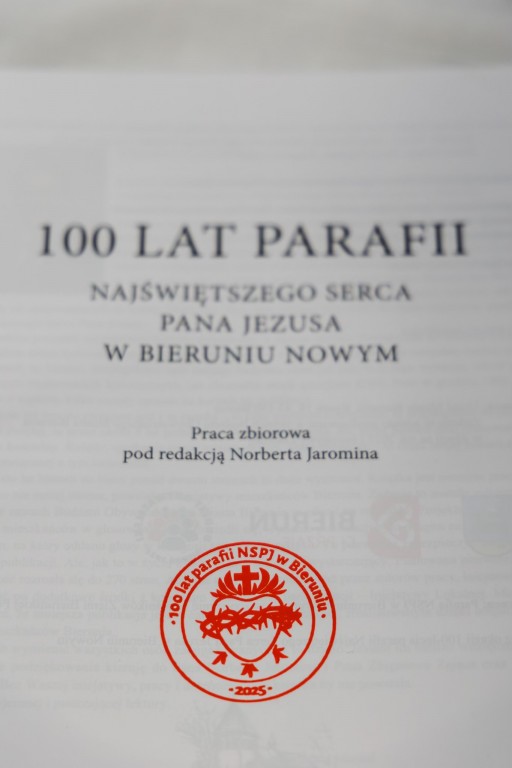 100 LAT PARAFII
NAJŚWIĘTSZEGO SERCA
PANA JEZUSA
W BIERUNIU NOWYM
Praca zbiorowa
pod redakcją Norberta Jaromina
BIERUŃ
• 100 lat parafii NSPJ w Bieruniu •
• 2025 •